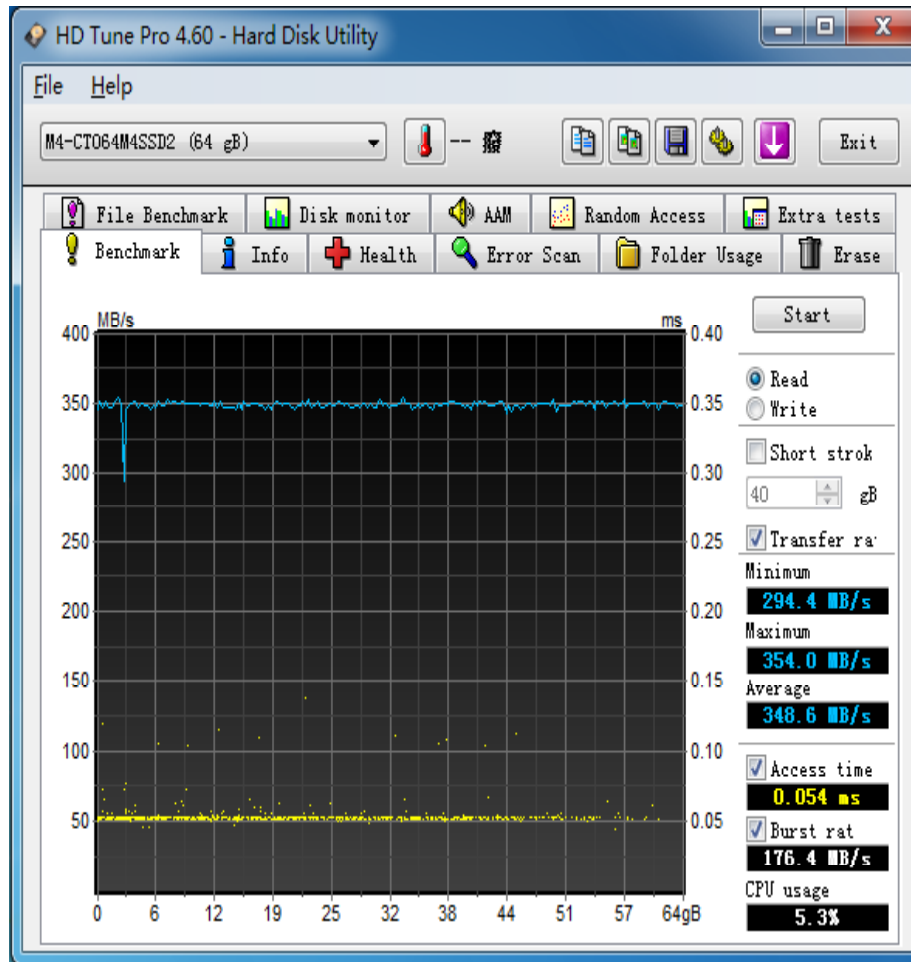 HD Tune Pro 4.60 - Hard Disk Utility
File Help
M4-CT064M4SSD2 (64 gB) -- 癈 Exit
File Benchmark Disk monitor AAM Random Access Extra tests
Benchmark Info Health Error Scan Folder Usage Erase
Start
MB/s ms
400 0.40
350 0.35
300 0.30
250 0.25
200 0.20
150 0.15
100 0.10
50 0.05
0 6 12 19 25 32 38 44 51 57 64gB
Read
Write
Short strok
40 gB
Transfer ra
Minimum
294.4 MB/s
Maximum
354.0 MB/s
Average
348.6 MB/s
Access time
0.054 ms
Burst rat
176.4 MB/s
CPU usage
5.3%